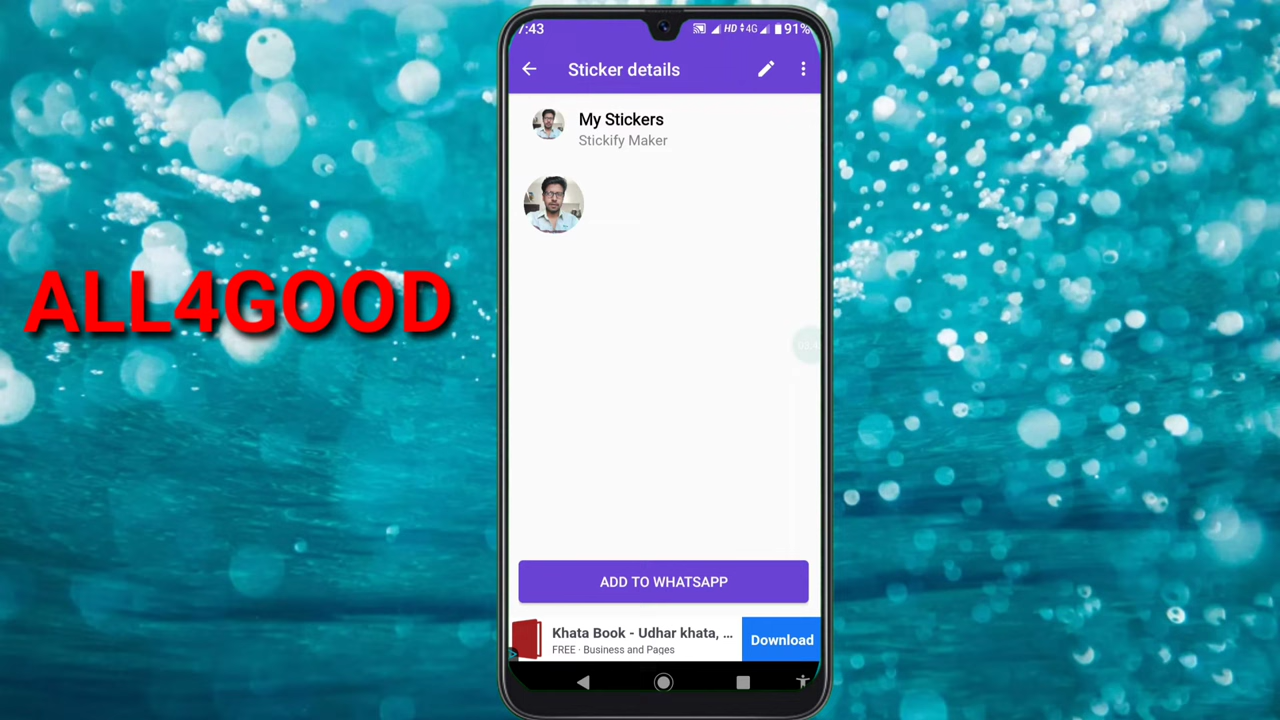 7:43
HD 4G 91%
Sticker details
My Stickers
Stickify Maker
ALL4GOOD
ADD TO WHATSAPP
Khata Book - Udhar khata, ...
FREE · Business and Pages
Download